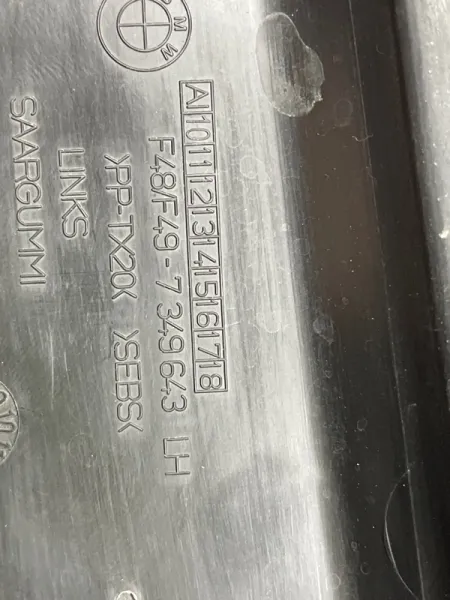 M W
A 10 11 12 13 14 15 16 17 18
F48/F49-7 349 643 LH
>PP-TX20< >SEBS<
LINKS
SAARGUMMI